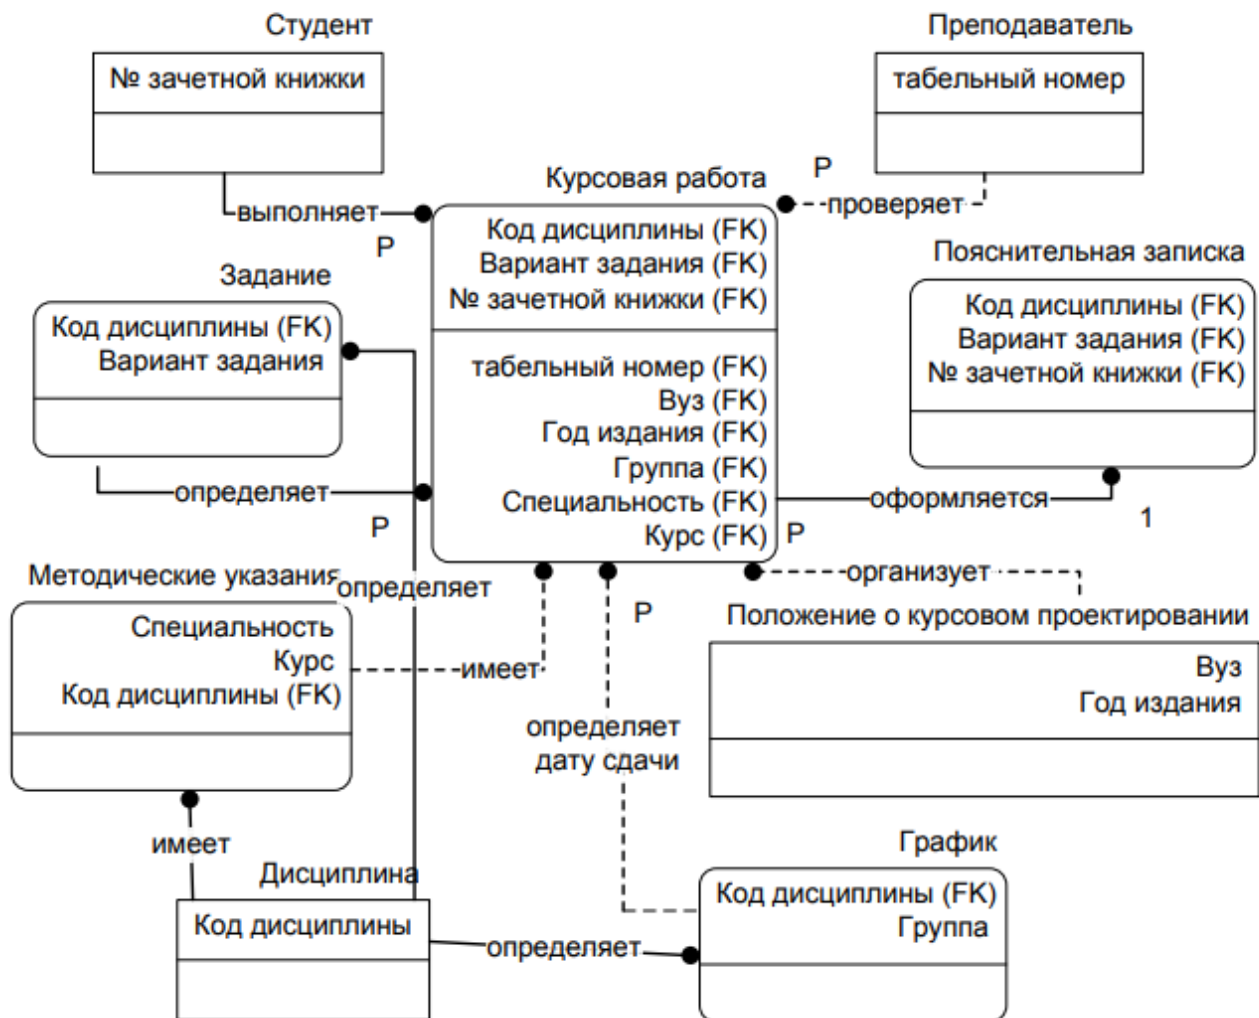 Студент
№ зачетной книжки
выполняет
Р
Преподаватель
табельный номер
Р
проверяет
Курсовая работа
Код дисциплины (FK)
Вариант задания (FK)
№ зачетной книжки (FK)
табельный номер (FK)
Вуз (FK)
Год издания (FK)
Группа (FK)
Специальность (FK)
Курс (FK)
Задание
Код дисциплины (FK)
Вариант задания
определяет
Р
Пояснительная записка
Код дисциплины (FK)
Вариант задания (FK)
№ зачетной книжки (FK)
оформляется
1
Р
организует
Положение о курсовом проектировании
Вуз
Год издания
Методические указания
определяет
Специальность
Курс
Код дисциплины (FK)
имеет
Р
определяет
дату сдачи
имеет
Дисциплина
Код дисциплины
определяет
График
Код дисциплины (FK)
Группа